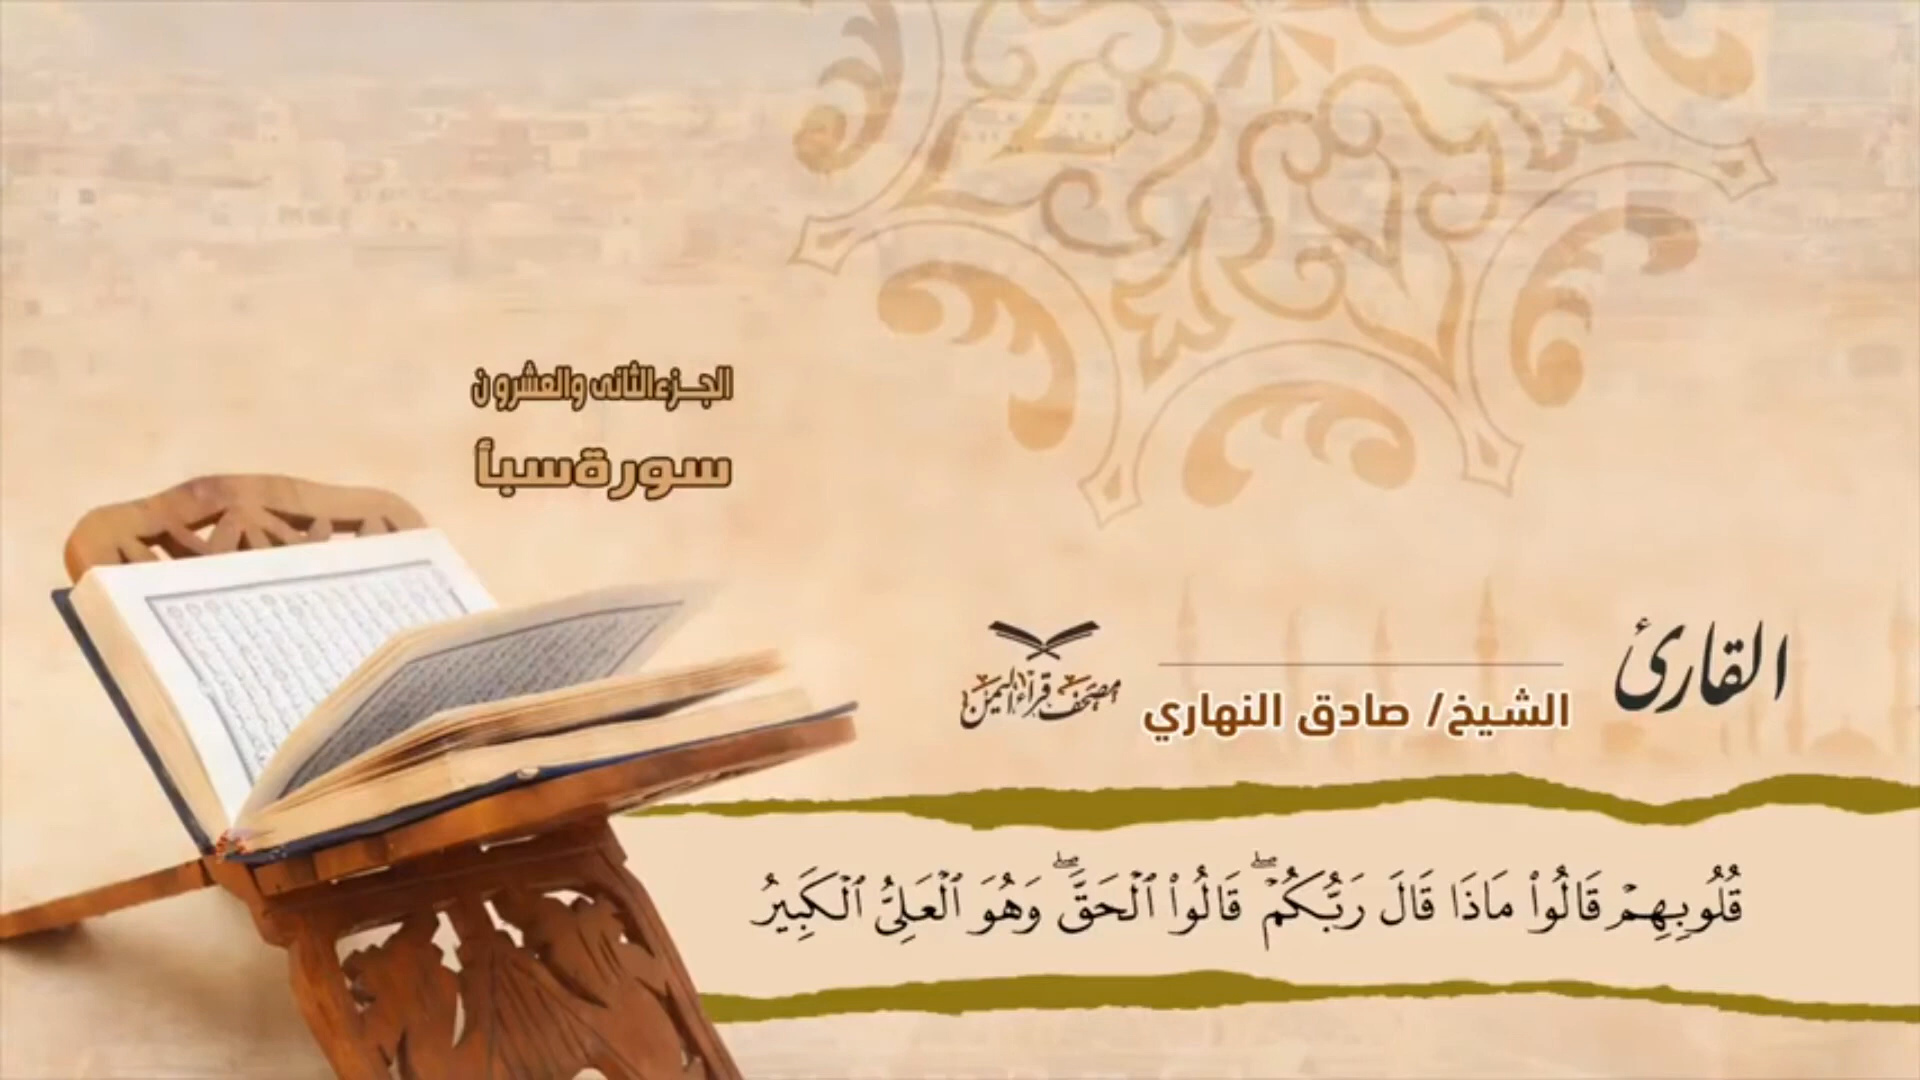 الجزء الثاني والعشرون
سورة سبأ
القارئ
الشيخ/ صادق النهاري
مصحف قراء اليمن
قُلُوبِهِمْ قَالُوا۟ مَاذَا قَالَ رَبُّكُمْ ۖ قَالُوا۟ ٱلْحَقَّ ۖ وَهُوَ ٱلْعَلِىُّ ٱلْكَبِيرُ